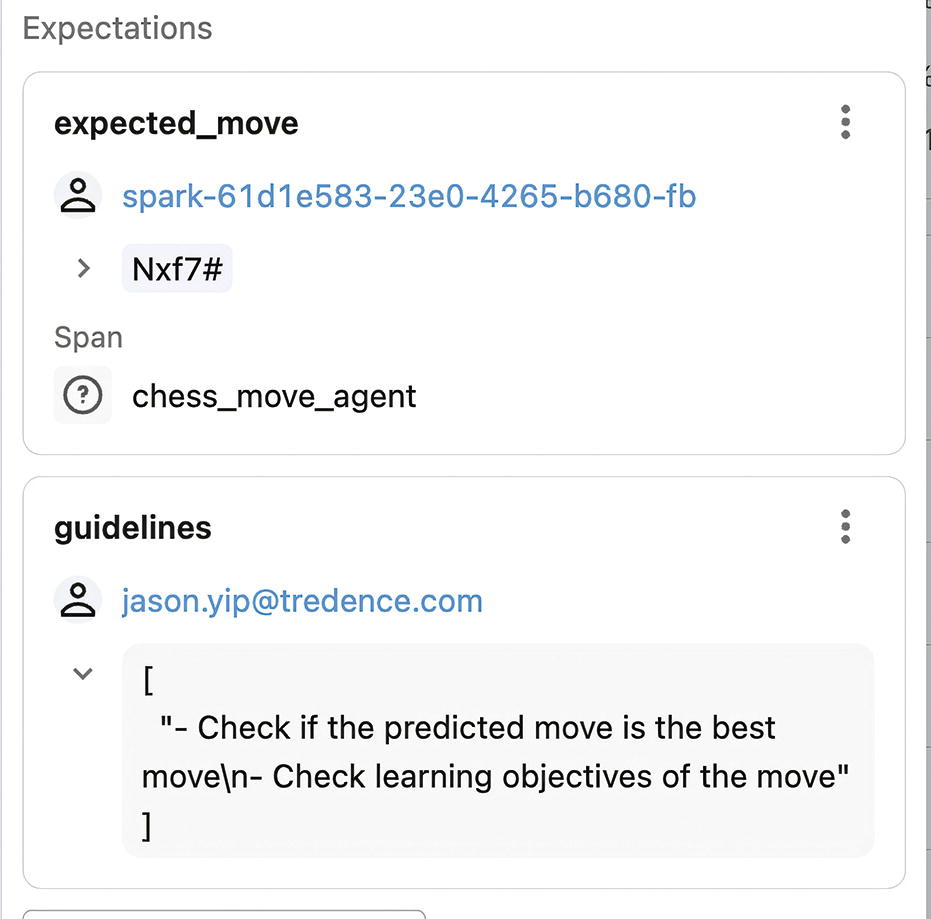 Expectations
expected_move
spark-61d1e583-23e0-4265-b680-fb
Nxf7#
Span
chess_move_agent
guidelines
jason.yip@tredence.com
[
"- Check if the predicted move is the best
move\n- Check learning objectives of the move"
]